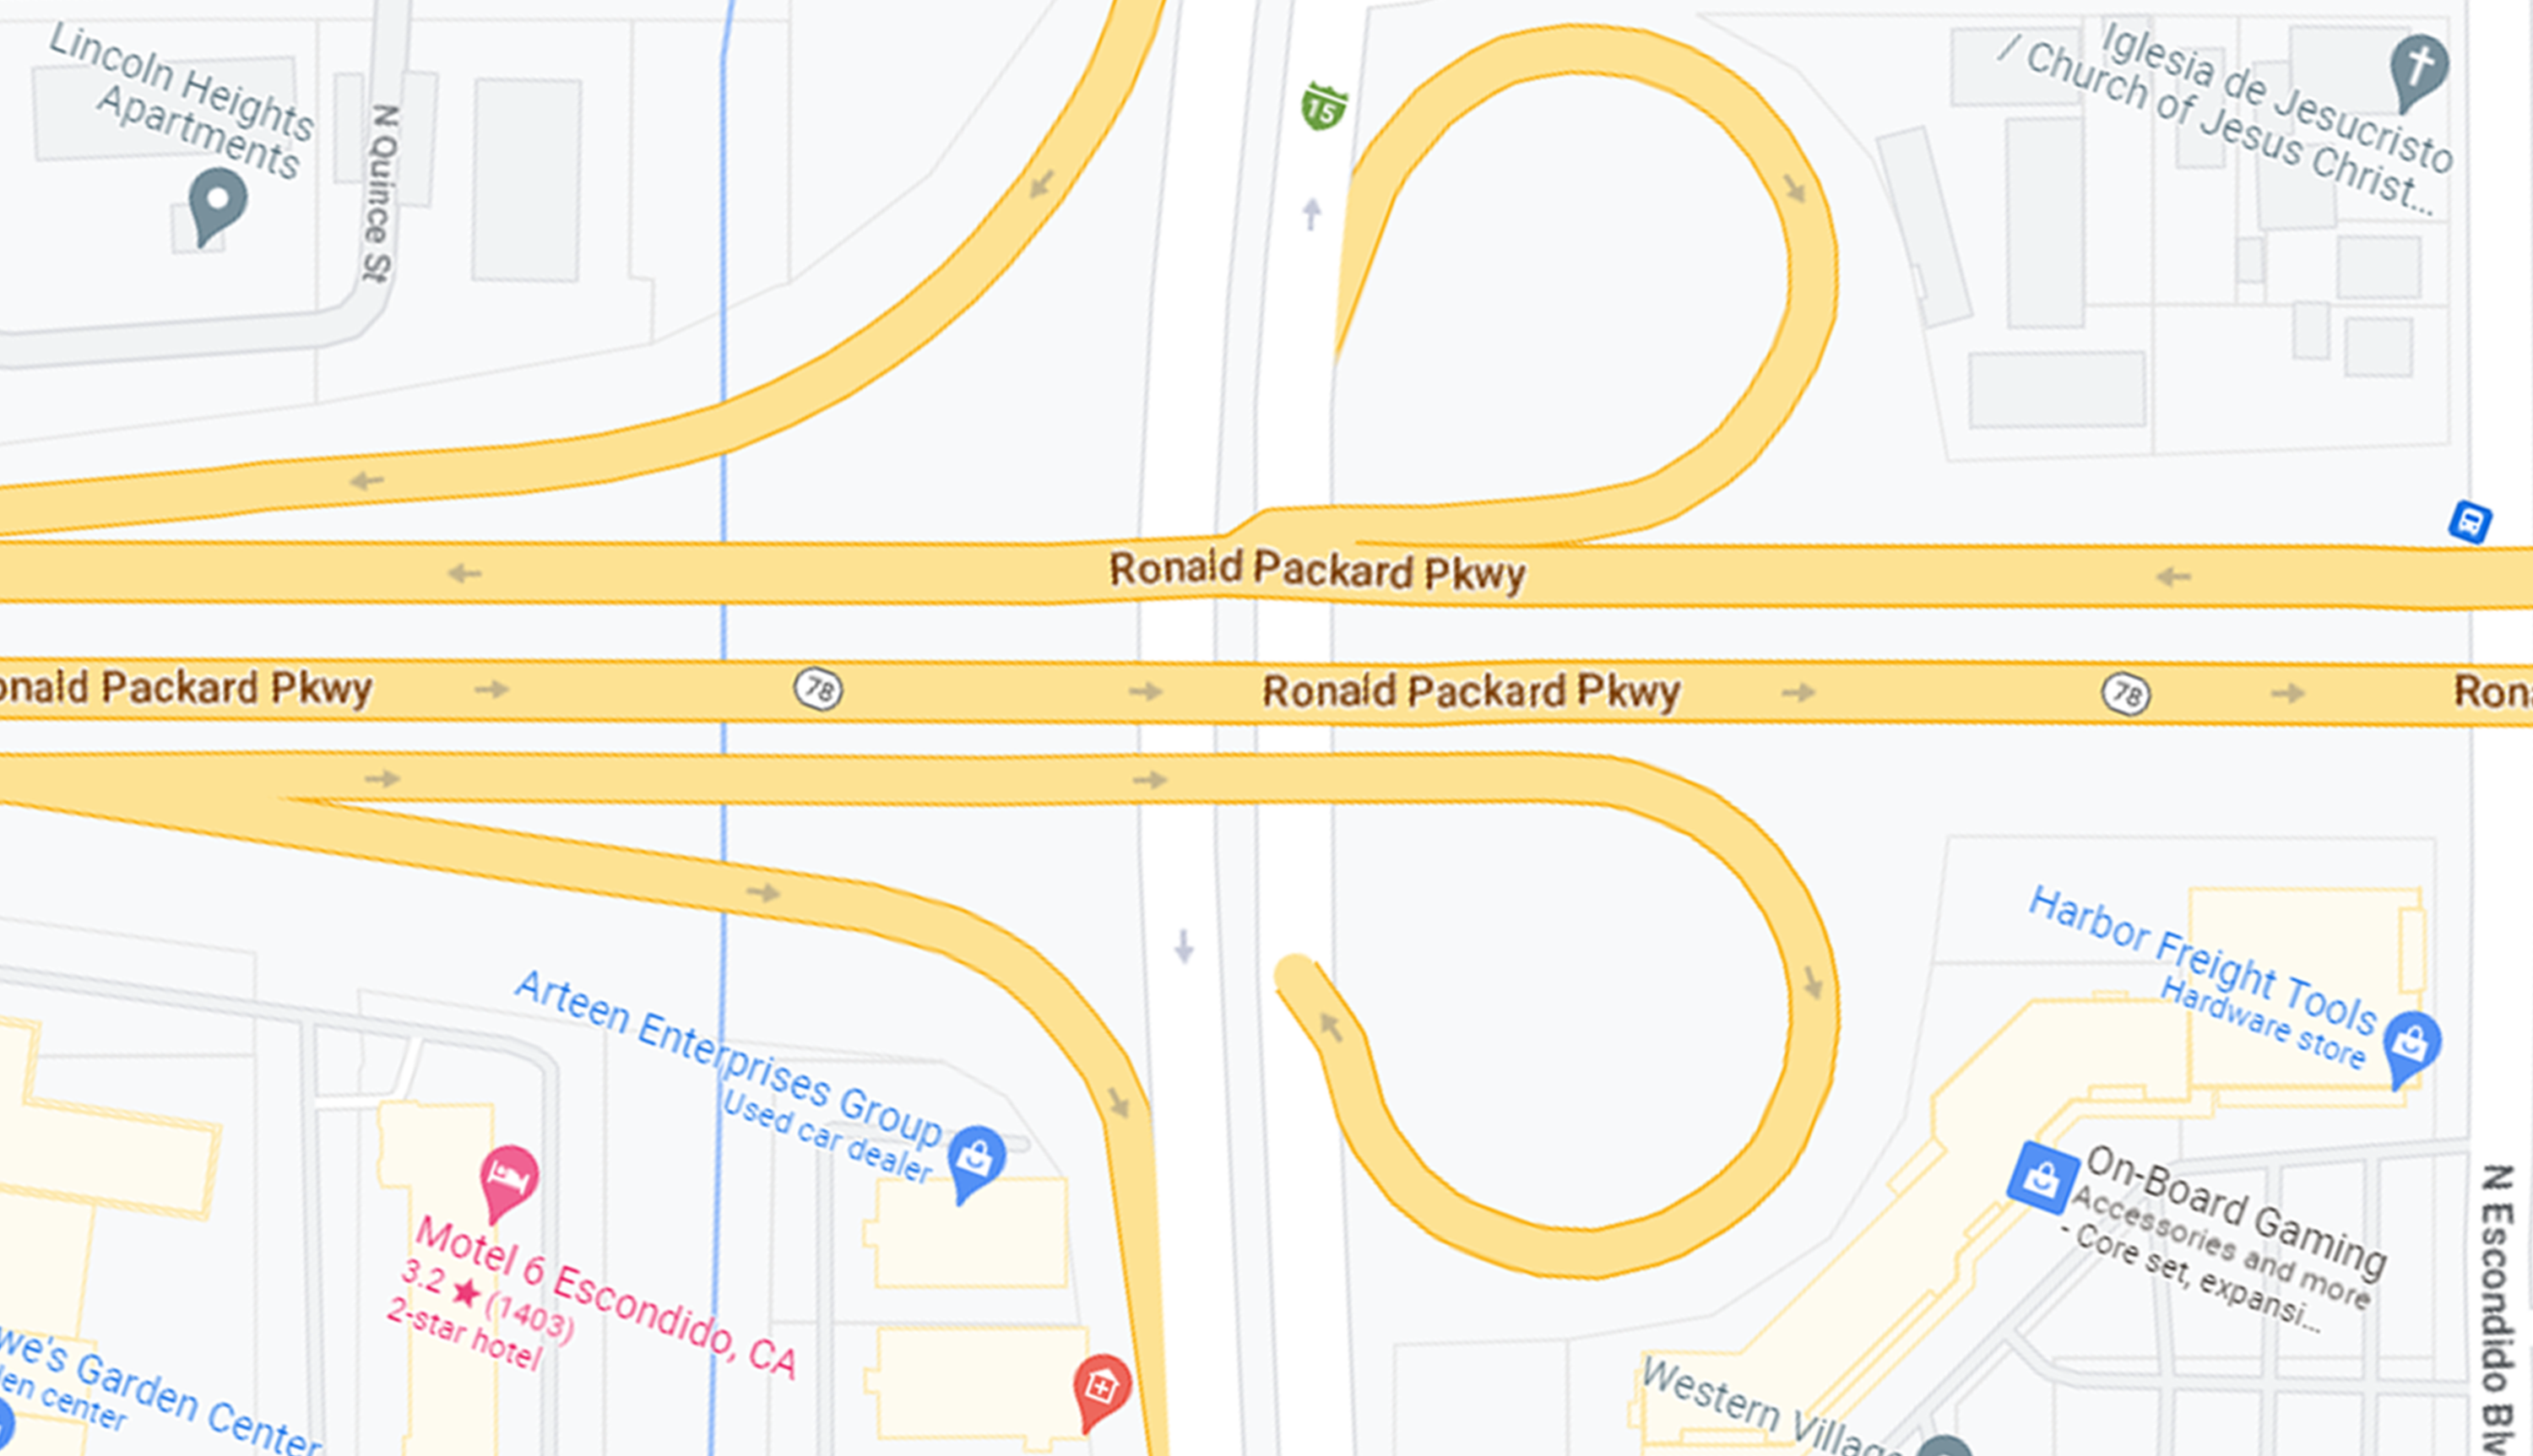 Lincoln Heights
Apartments
N Quince St
15
Iglesia de Jesucristo
/ Church of Jesus Christ...
Ronald Packard Pkwy
onald Packard Pkwy
78
Ronald Packard Pkwy
78
Ron
Harbor Freight Tools
Hardware store
Arteen Enterprises Group
Used car dealer
On-Board Gaming
Accessories and more
- Core set, expansi...
Motel 6 Escondido, CA
3.2 ★ (1403)
2-star hotel
we's Garden Center
en center
Western Village
N Escondido Blv